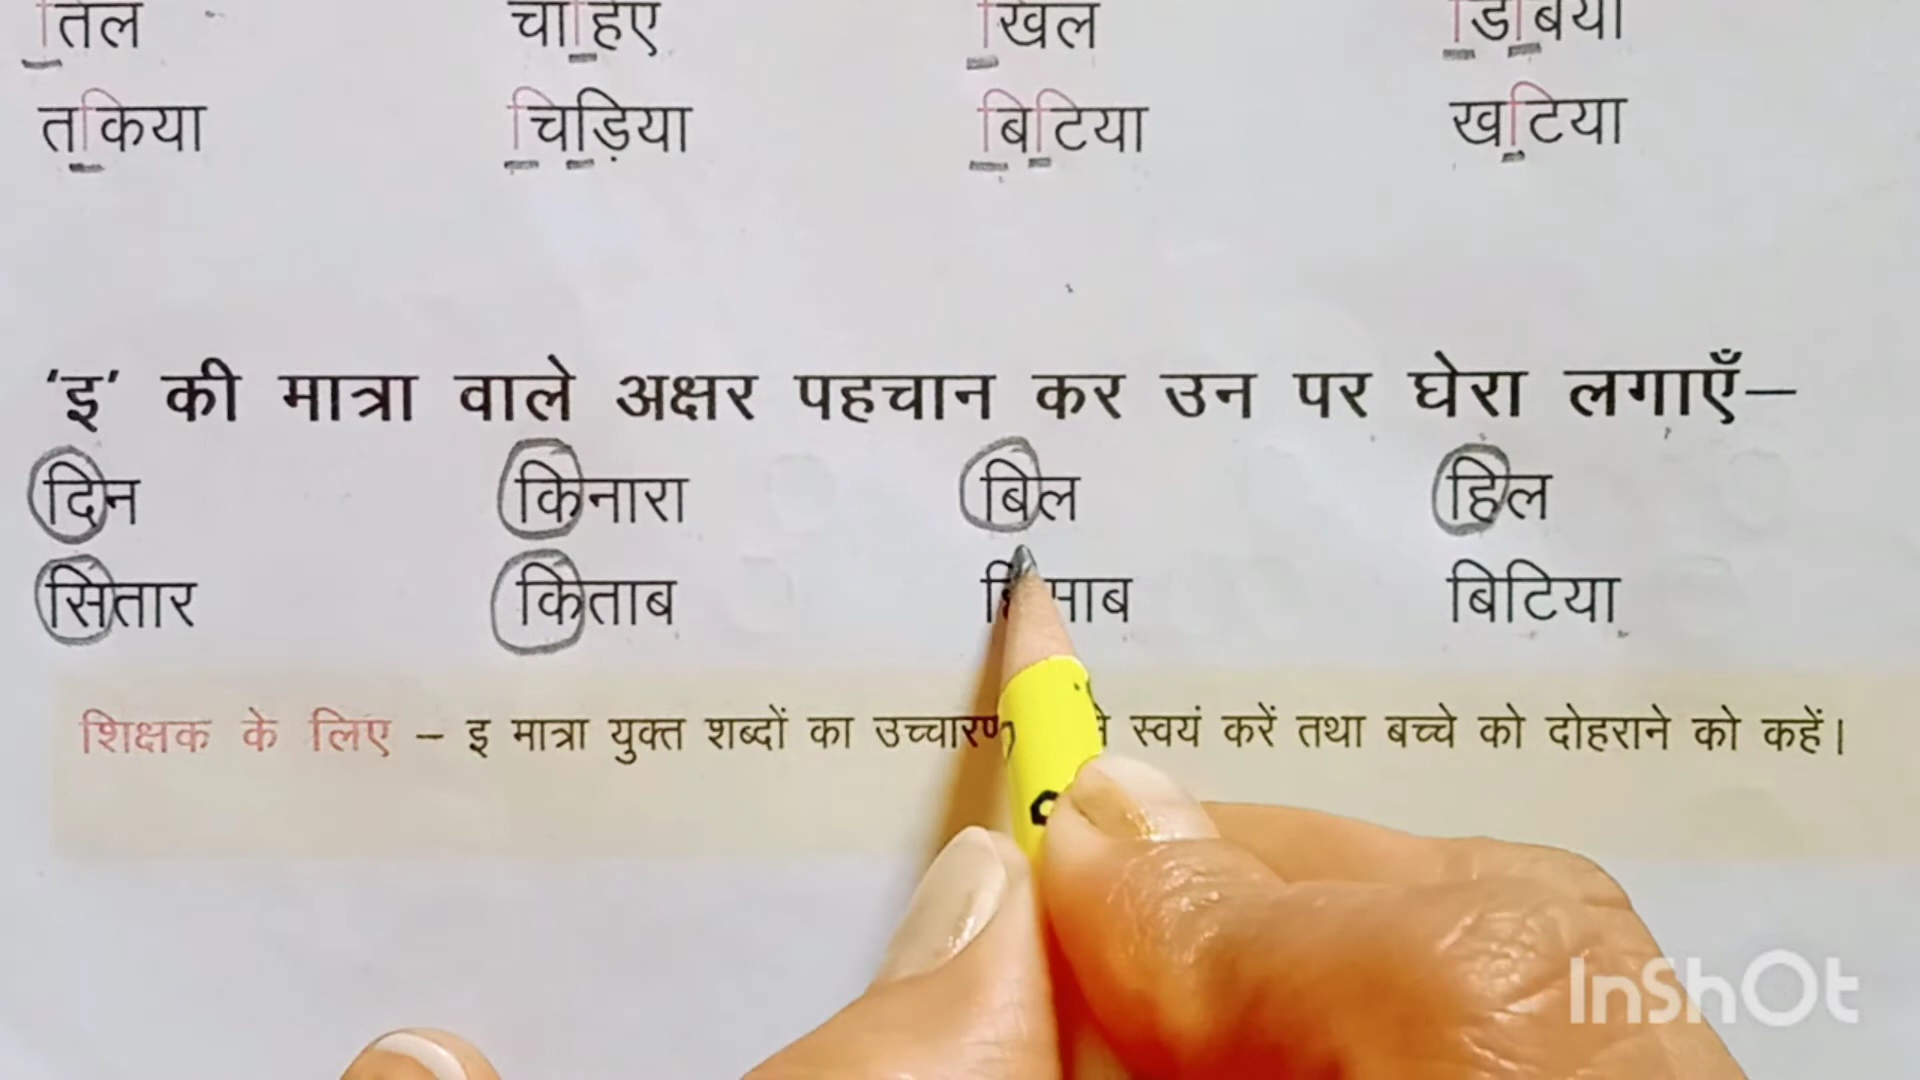 तिल चाहिए खिल डिबिया
तकिया चिड़िया बिटिया खटिया
‘इ’ की मात्रा वाले अक्षर पहचान कर उन पर घेरा लगाएँ–
दिन किनारा बिल हिल
सितार किताब बिटिया
शिक्षक के लिए – इ मात्रा युक्त शब्दों का उच्चारण स्वयं करें तथा बच्चे को दोहराने को कहें।
InShOt